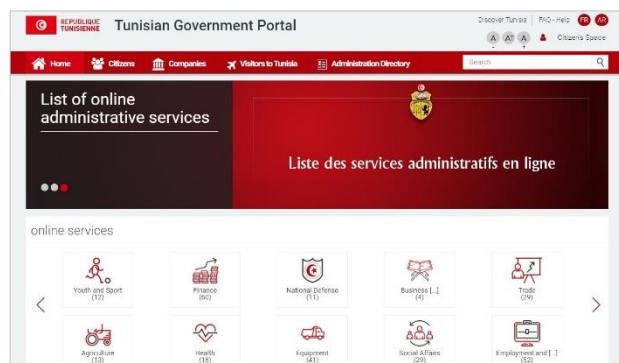 REPUBLIQUE
TUNISIENNE
Tunisian Government Portal
Discover Tunisia
FAQ - Help
FR
AR
A
A
A
Citizen's Space
Home
Citizens
Companies
Visitors to Tunisia
Administration Directory
Search
List of online
administrative services
Liste des services administratifs en ligne
online services
Youth and Sport
(12)
Finance
(60)
National Defense
(11)
Business [...]
(4)
Trade
(29)
Agriculture
(13)
Health
(18)
Equipment
(41)
Social Affairs
(29)
Employment and [...]
(52)